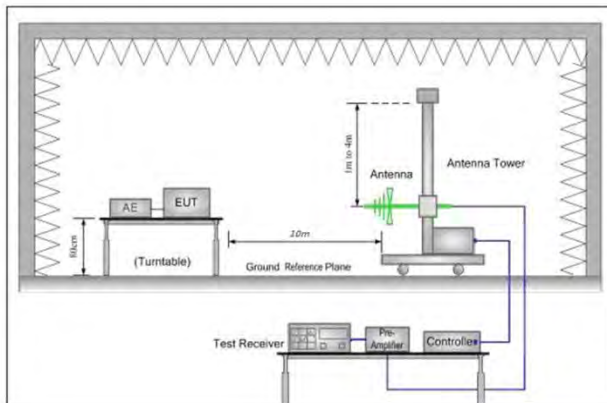 1m to 4m
Antenna
Antenna Tower
AE
EUT
80cm
(Turntable)
10m
Ground Reference Plane
Test Receiver
Pre-
Amplifier
Controller